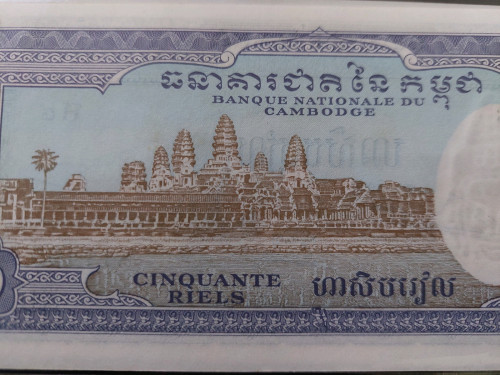 ធនាគារជាតិនៃកម្ពុជា
BANQUE NATIONALE DU
CAMBODGE
CINQUANTE
RIELS
ហាសិបរៀល